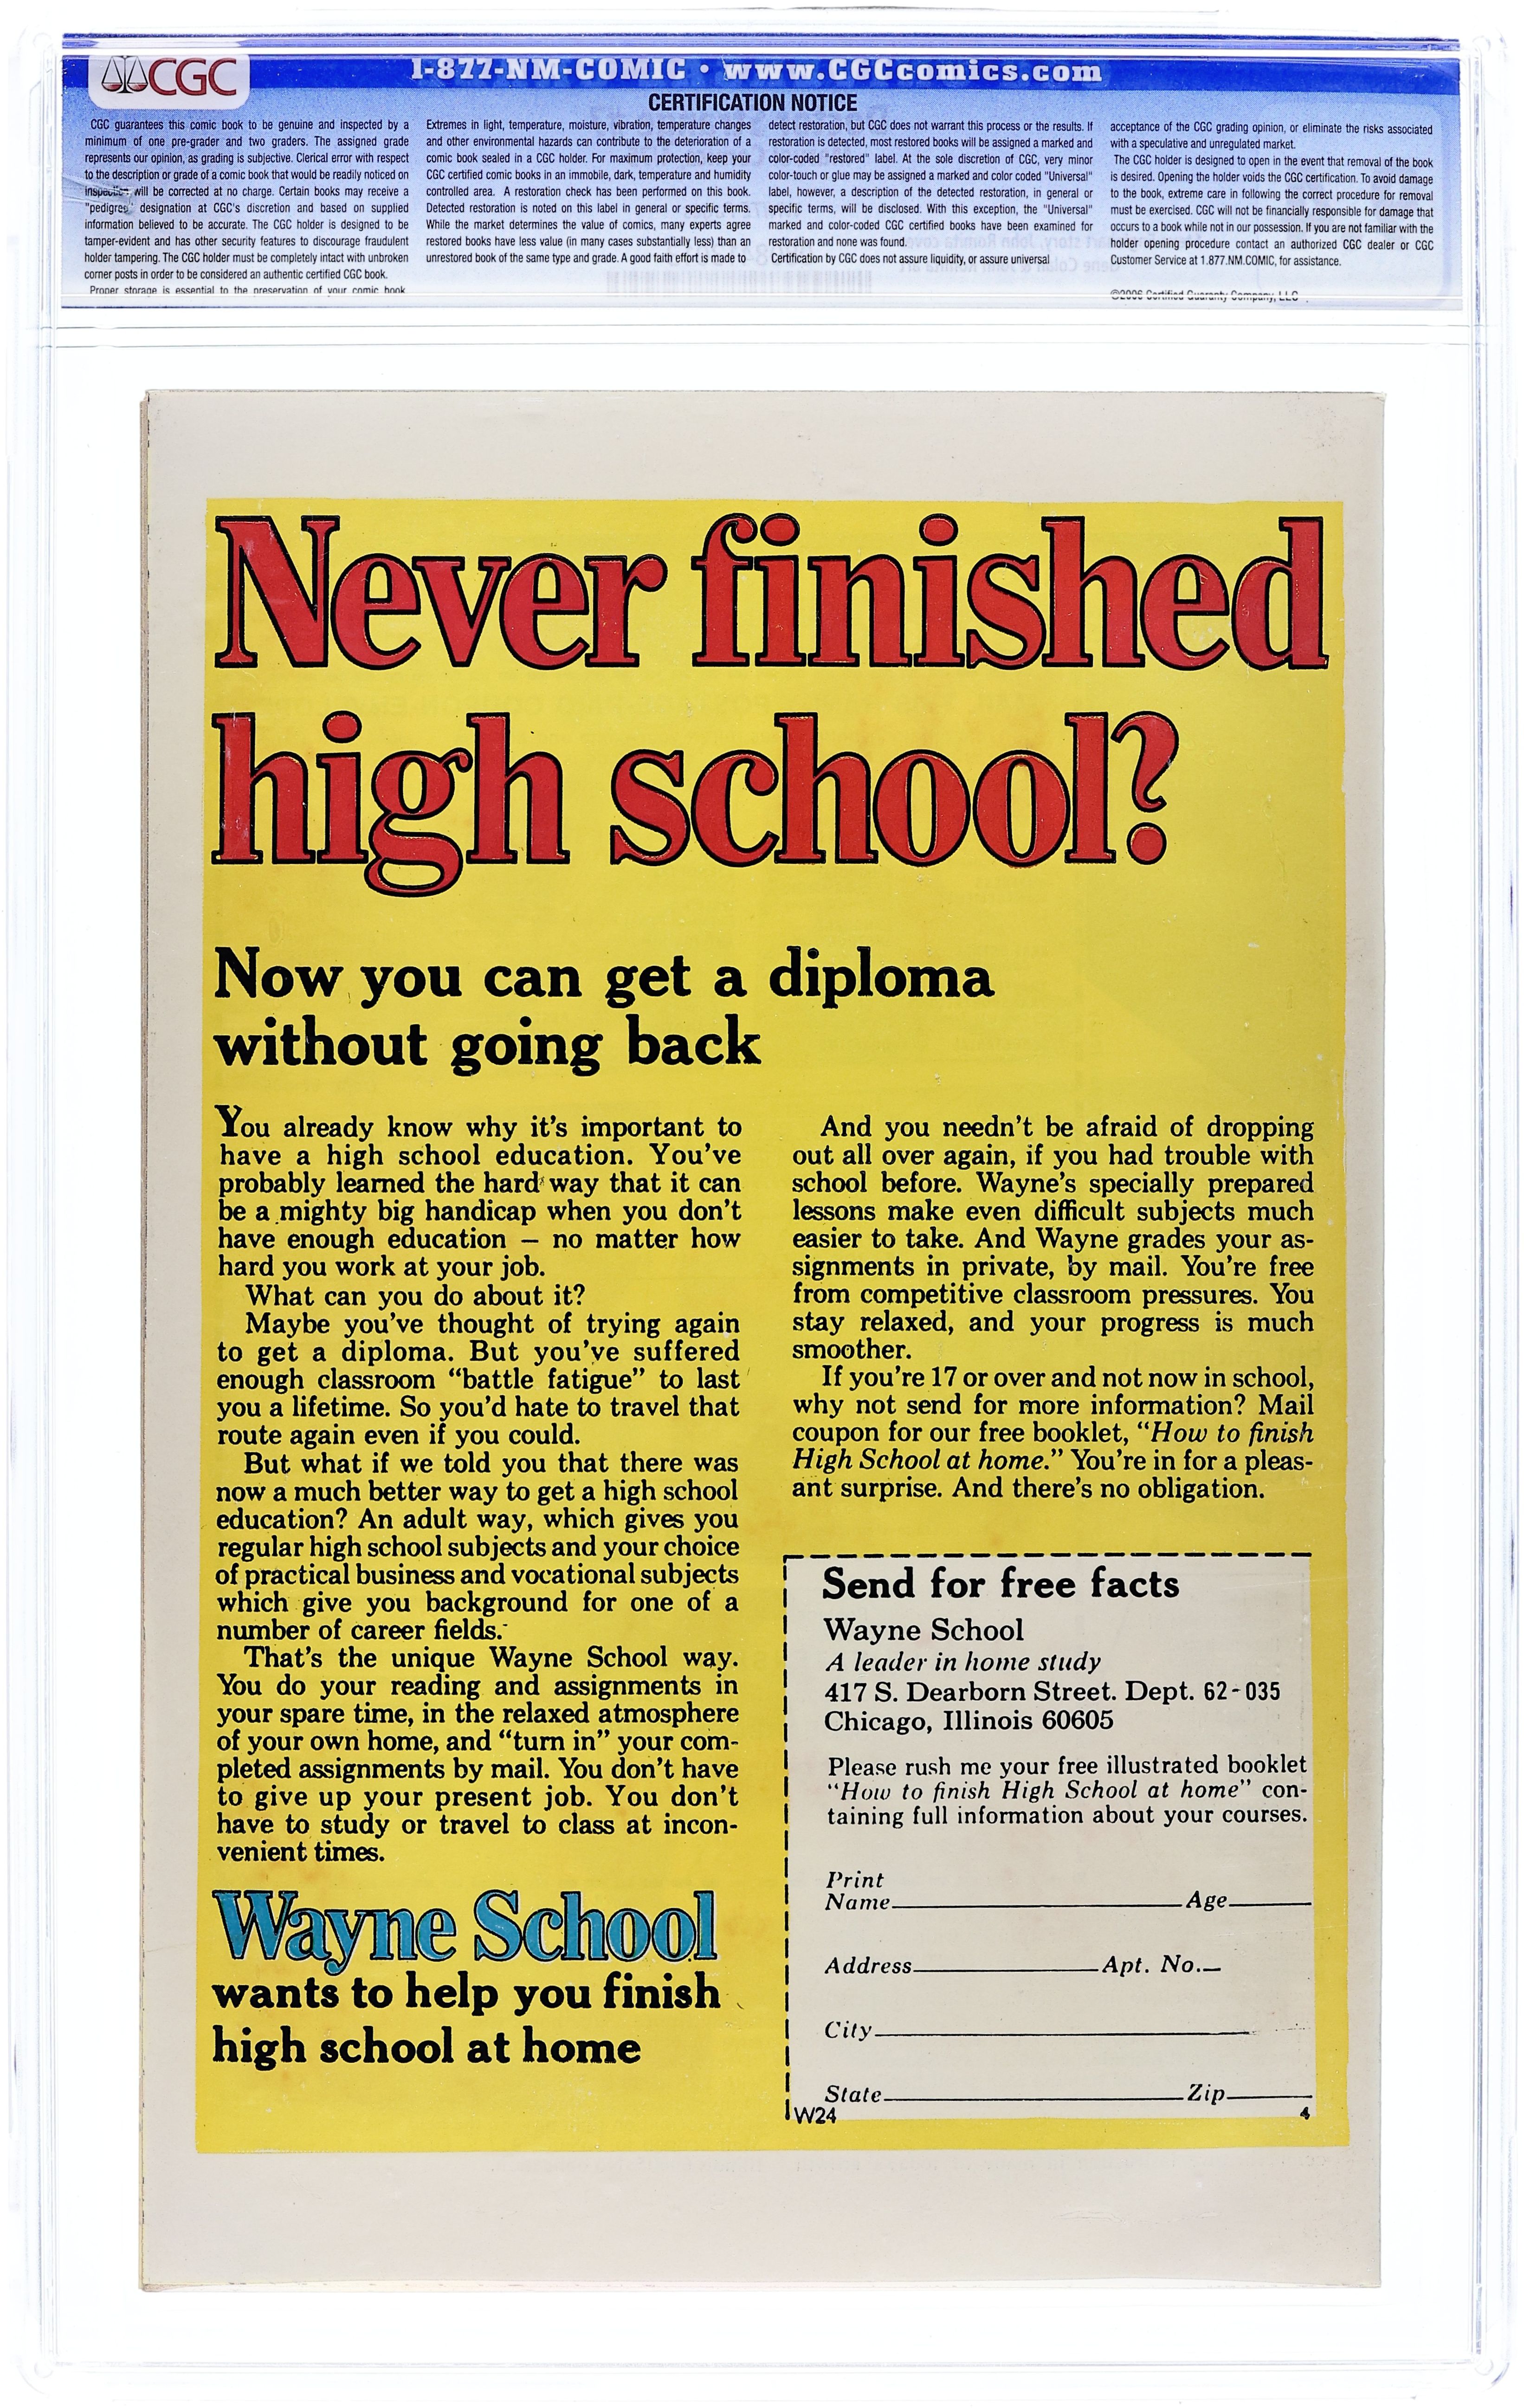 CGC
1-877-NM-COMIC • www.CGCcomics.com
CERTIFICATION NOTICE
CGC guarantees this comic book to be genuine and inspected by a
minimum of one pre-grader and two graders. The assigned grade
represents our opinion, as grading is subjective. Clerical error with respect
to the description or grade of a comic book that would be readily noticed on
will be corrected at no charge. Certain books may receive a
"pedigree" designation at CGC's discretion and based on supplied
information believed to be accurate. The CGC holder is designed to be
tamper-evident and has other security features to discourage fraudulent
holder tampering. The CGC holder must be completely intact with unbroken
corner posts in order to be considered an authentic certified CGC book.
Proper storage is essential to the preservation of your comic book
Extremes in light, temperature, moisture, vibration, temperature changes
and other environmental hazards can contribute to the deterioration of a
comic book sealed in a CGC holder. For maximum protection, keep your
CGC certified comic books in an immobile, dark, temperature and humidity
controlled area. A restoration check has been performed on this book.
Detected restoration is noted on this label in general or specific terms.
While the market determines the value of comics, many experts agree
restored books have less value (in many cases substantially less) than an
unrestored book of the same type and grade. A good faith effort is made to
detect restoration, but CGC does not warrant this process or the results. If
restoration is detected, most restored books will be assigned a marked and
color-coded "restored" label. At the sole discretion of CGC, very minor
color-touch or glue may be assigned a marked and color coded "Universal"
label, however, a description of the detected restoration, in general or
specific terms, will be disclosed. With this exception, the "Universal"
marked and color-coded CGC certified books have been examined for
restoration and none was found.
Certification by CGC does not assure liquidity, or assure universal
acceptance of the CGC grading opinion, or eliminate the risks associated
with a speculative and unregulated market.
The CGC holder is designed to open in the event that removal of the book
is desired. Opening the holder voids the CGC certification. To avoid damage
to the book, extreme care in following the correct procedure for removal
must be exercised. CGC will not be financially responsible for damage that
occurs to a book while not in our possession. If you are not familiar with the
holder opening procedure contact an authorized CGC dealer or CGC
Customer Service at 1.877.NM.COMIC, for assistance.
©2006 Certified Guaranty Company, LLC
Never finished
high school?
Now you can get a diploma
without going back
You already know why it's important to
have a high school education. You've
probably learned the hard way that it can
be a mighty big handicap when you don't
have enough education – no matter how
hard you work at your job.
What can you do about it?
Maybe you've thought of trying again
to get a diploma. But you've suffered
enough classroom “battle fatigue” to last
you a lifetime. So you'd hate to travel that
route again even if you could.
But what if we told you that there was
now a much better way to get a high school
education? An adult way, which gives you
regular high school subjects and your choice
of practical business and vocational subjects
which give you background for one of a
number of career fields.
That's the unique Wayne School way.
You do your reading and assignments in
your spare time, in the relaxed atmosphere
of your own home, and “turn in” your com-
pleted assignments by mail. You don't have
to give up your present job. You don't
have to study or travel to class at incon-
venient times.
Wayne School
wants to help you finish
high school at home
And you needn't be afraid of dropping
out all over again, if you had trouble with
school before. Wayne's specially prepared
lessons make even difficult subjects much
easier to take. And Wayne grades your as-
signments in private, by mail. You're free
from competitive classroom pressures. You
stay relaxed, and your progress is much
smoother.
If you're 17 or over and not now in school,
why not send for more information? Mail
coupon for our free booklet, “How to finish
High School at home.” You're in for a pleas-
ant surprise. And there's no obligation.
Send for free facts
Wayne School
A leader in home study
417 S. Dearborn Street. Dept. 62-035
Chicago, Illinois 60605
Please rush me your free illustrated booklet
“How to finish High School at home” con-
taining full information about your courses.
Print
Name Age
Address Apt. No.
City
State Zip
W24 4